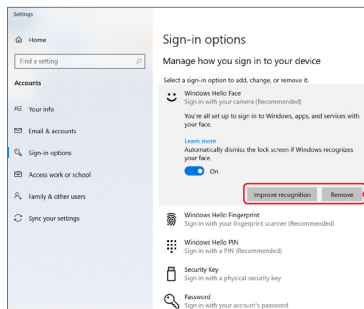 Settings
Home
Find a setting
Accounts
Your info
Email & accounts
Sign-in options
Access work or school
Family & other users
Sync your settings
Sign-in options
Manage how you sign in to your device
Select a sign-in option to add, change, or remove it.
Windows Hello Face
Sign in with your camera (Recommended)
You're all set up to sign in to Windows, apps, and services with
your face.
Learn more
Automatically dismiss the lock screen if Windows recognizes
your face.
On
Improve recognition
Remove
Windows Hello Fingerprint
Sign in with your fingerprint scanner (Recommended)
Windows Hello PIN
Sign in with a PIN (Recommended)
Security Key
Sign in with a physical security key
Password
Sign in with your account's password